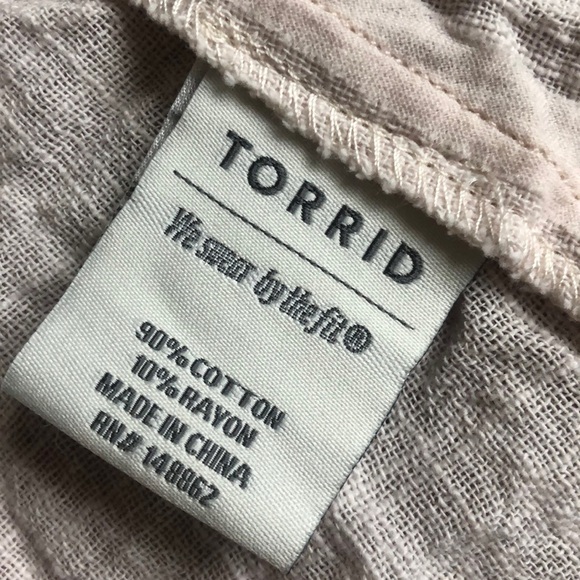 TORRID
We swear by the fit®
90% COTTON
10% RAYON
MADE IN CHINA
RN# 148862